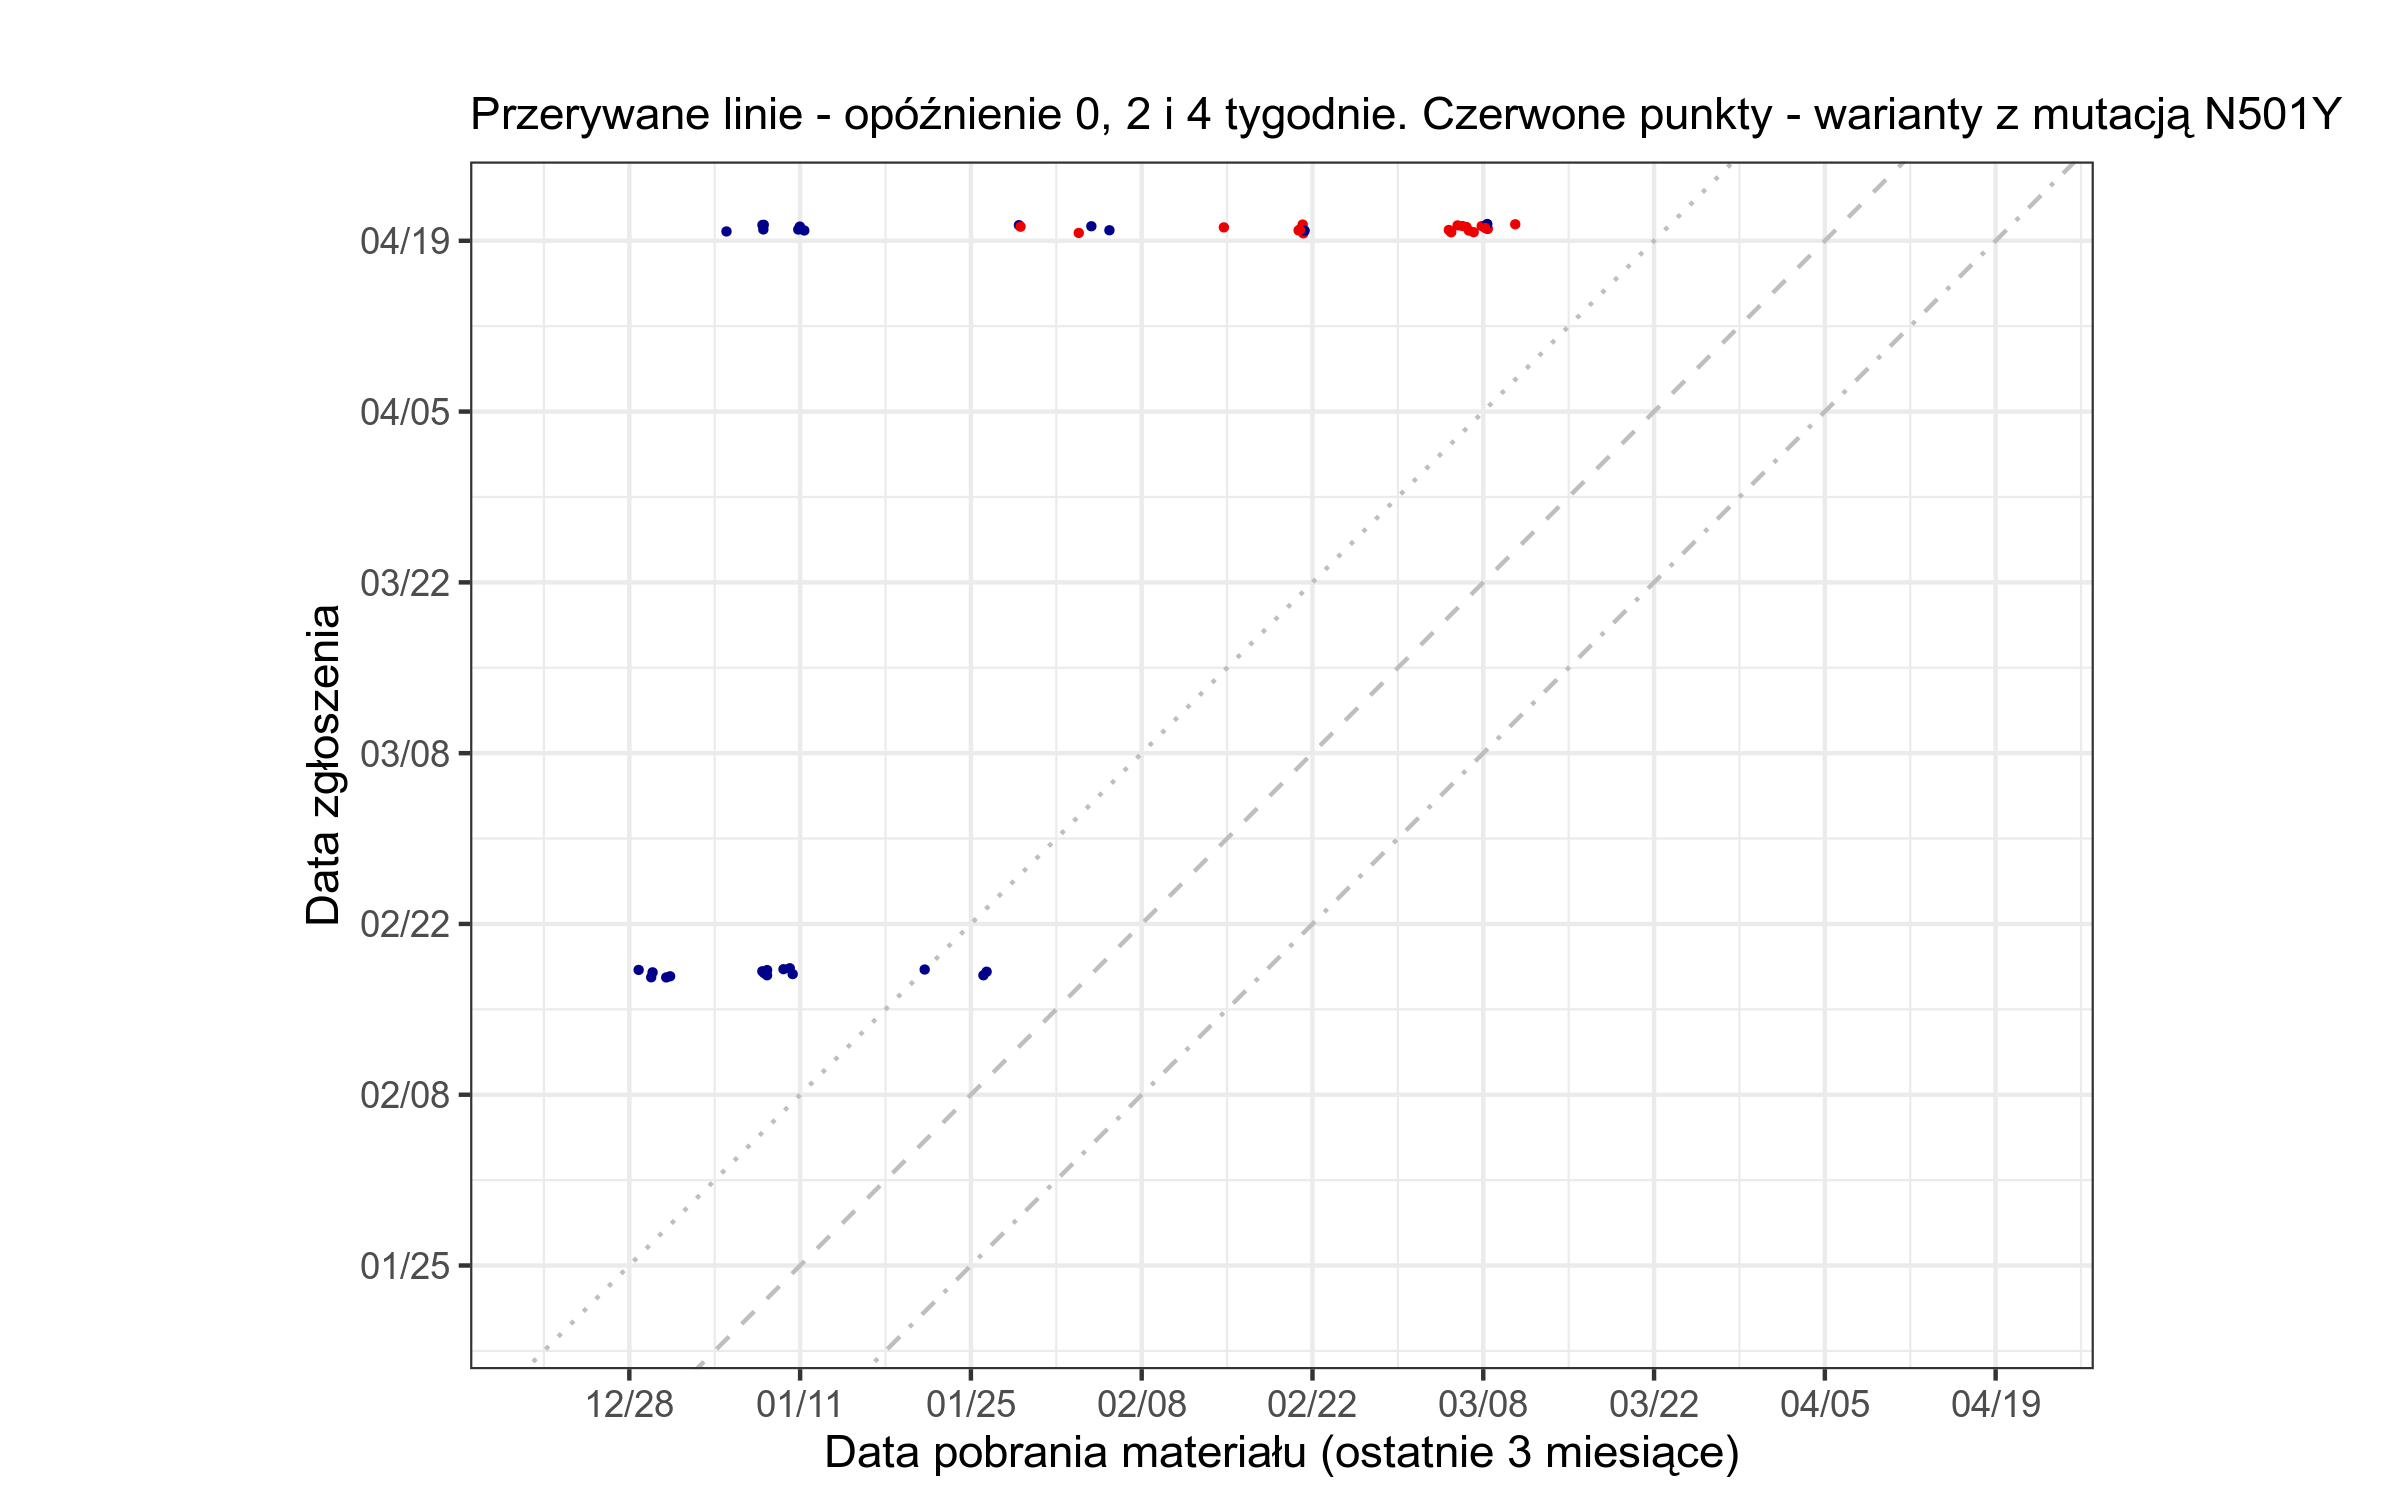 Przerywane linie - opóźnienie 0, 2 i 4 tygodnie. Czerwone punkty - warianty z mutacją N501Y
Data zgłoszenia
04/19
04/05
03/22
03/08
02/22
02/08
01/25
12/28 01/11 01/25 02/08 02/22 03/08 03/22 04/05 04/19
Data pobrania materiału (ostatnie 3 miesiące)